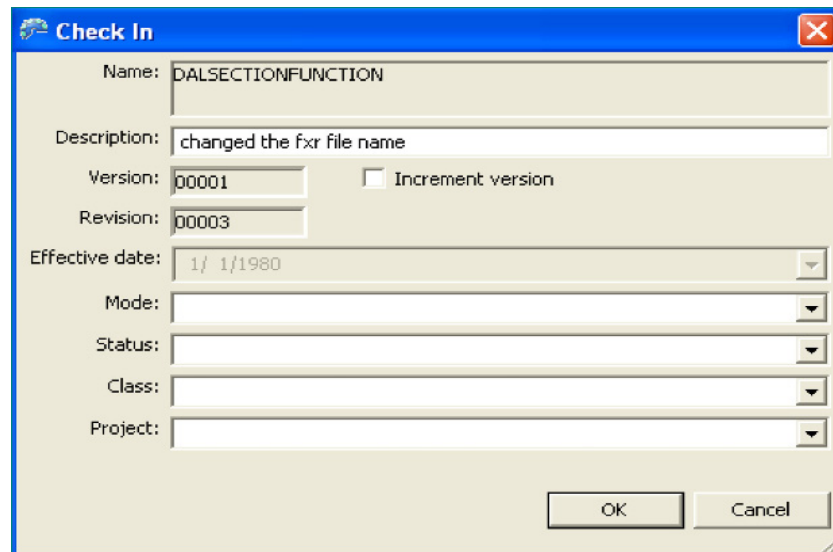 Check In
Name: DALSECTIONFUNCTION
Description: changed the fxr file name
Version: 00001 Increment version
Revision: 00003
Effective date: 1/ 1/1980
Mode:
Status:
Class:
Project:
OK Cancel